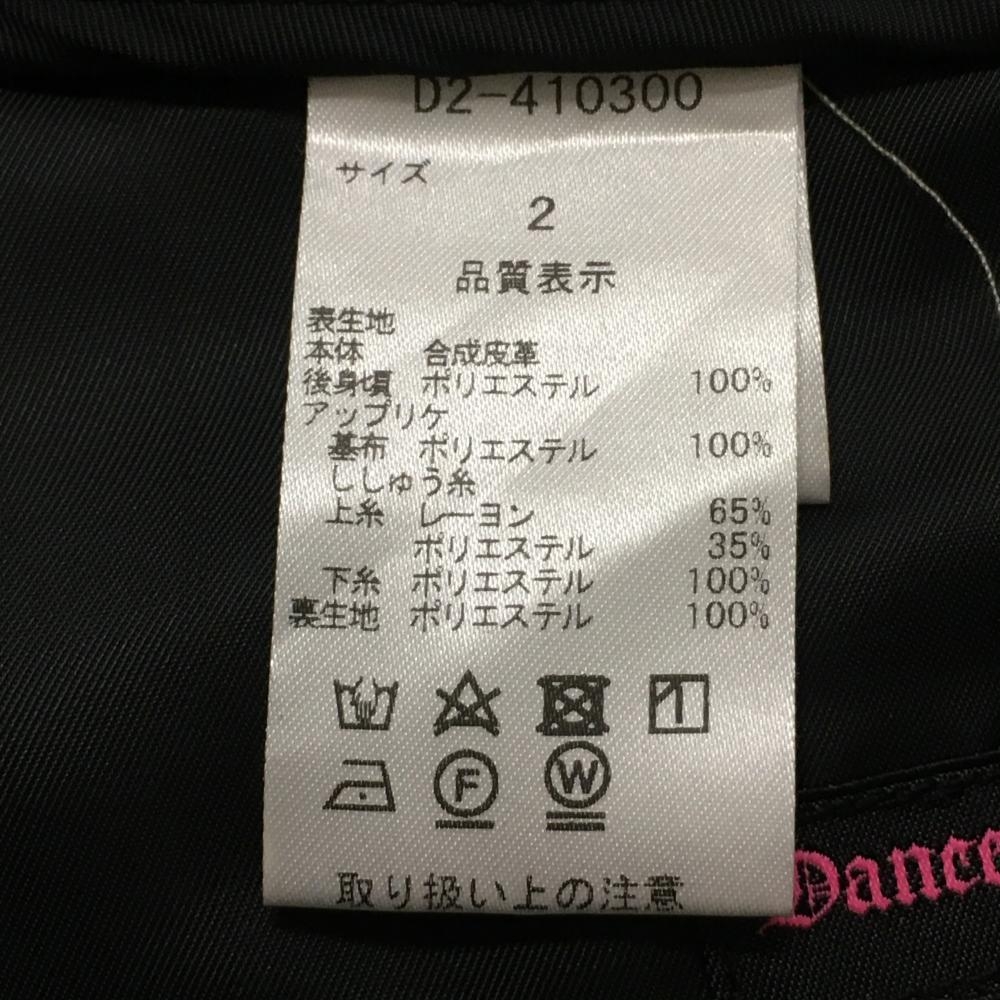 D2-410300
サイズ
2
品質表示
表生地
本体 合成皮革
後身頃 ポリエステル 100%
アップリケ
基布 ポリエステル 100%
ししゅう糸
上糸 レーヨン 65%
ポリエステル 35%
下糸 ポリエステル 100%
裏生地 ポリエステル 100%
F W
取り扱い上の注意
Dance